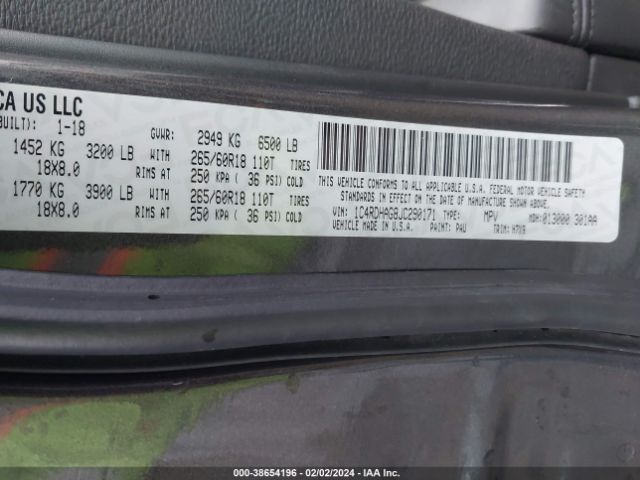 CA US LLC
BUILT): 1-18 GVWR: 2949 KG 6500 LB
1452 KG 3200 LB WITH 265/60R18 110T TIRES
18X8.0 RIMS AT 250 KPA ( 36 PSI) COLD
1770 KG 3900 LB WITH 265/60R18 110T TIRES
18X8.0 RIMS AT 250 KPA ( 36 PSI) COLD
THIS VEHICLE CONFORMS TO ALL APPLICABLE U.S.A. FEDERAL MOTOR VEHICLE SAFETY
STANDARDS IN EFFECT ON THE DATE OF MANUFACTURE SHOWN ABOVE.
VIN: 1C4RDHAG8JC290171 TYPE: MPV MDH: 013000 301AA
VEHICLE MADE IN U.S.A. PAINT: PAU TRIM: H7X9
000-38654196 - 02/02/2024 - IAA Inc.